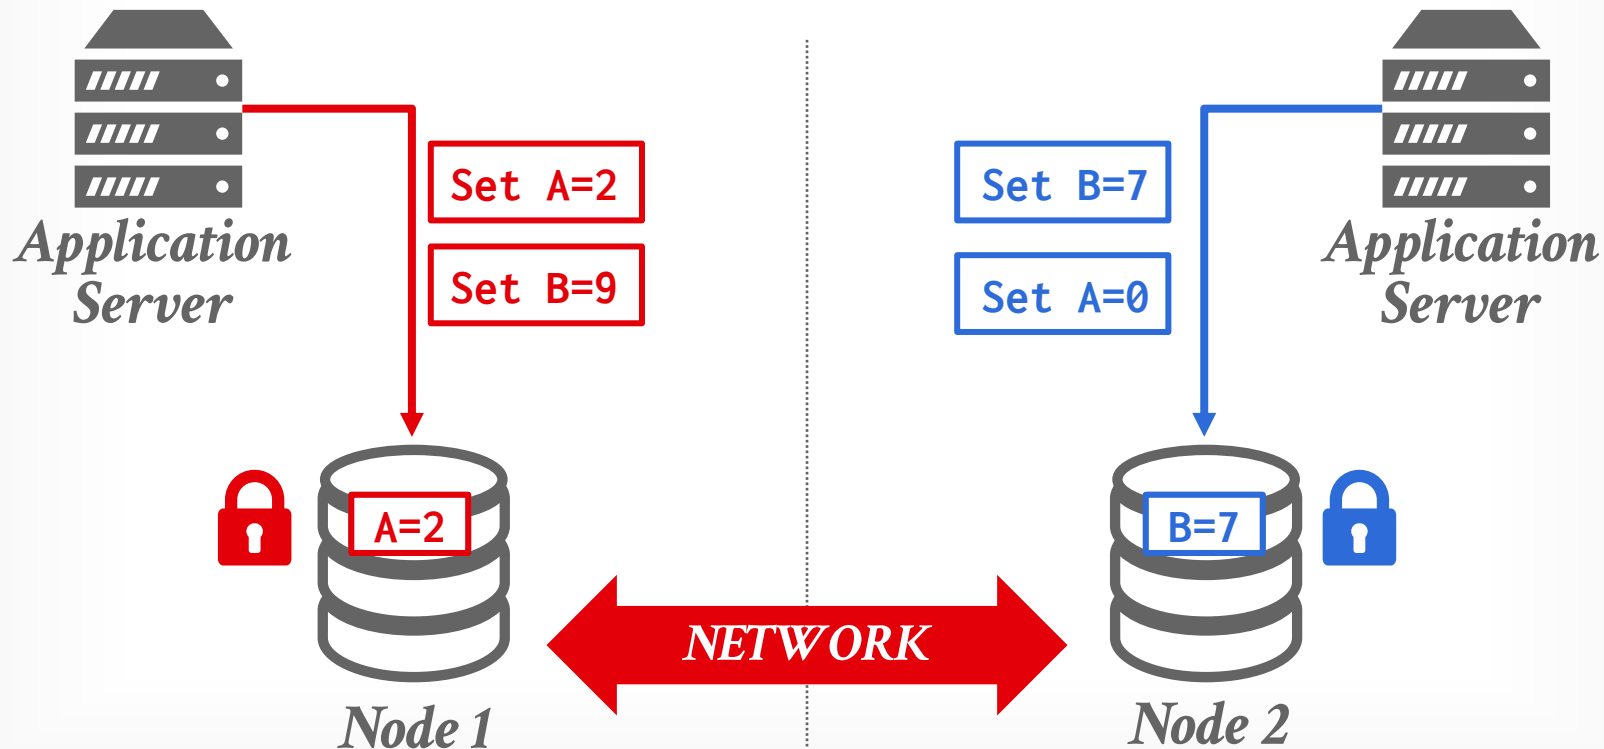 Set A=2
Set B=9
Application
Server
Set B=7
Set A=0
Application
Server
A=2
B=7
NETWORK
Node 1
Node 2